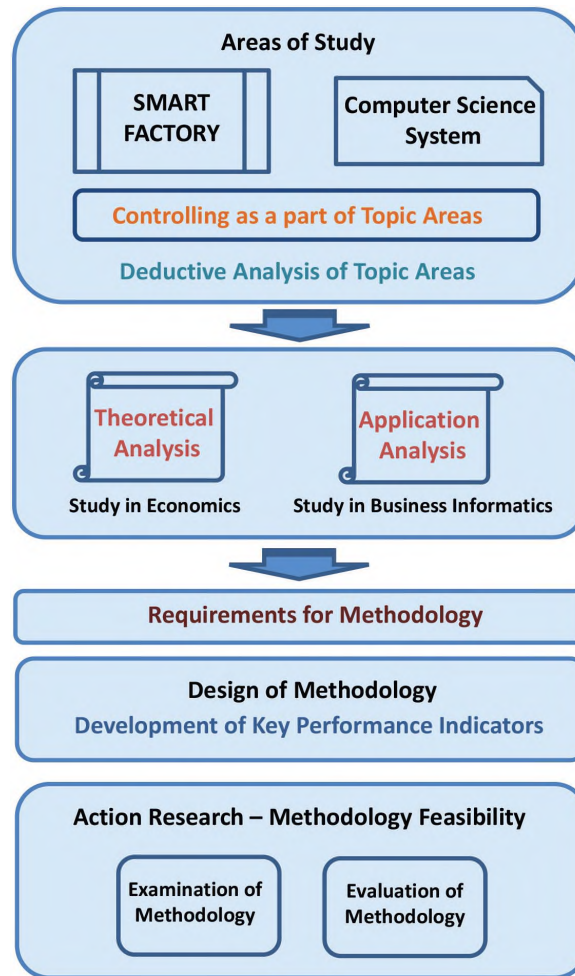 Areas of Study
SMART
FACTORY
Computer Science
System
Controlling as a part of Topic Areas
Deductive Analysis of Topic Areas
Theoretical
Analysis
Application
Analysis
Study in Economics
Study in Business Informatics
Requirements for Methodology
Design of Methodology
Development of Key Performance Indicators
Action Research – Methodology Feasibility
Examination of
Methodology
Evaluation of
Methodology